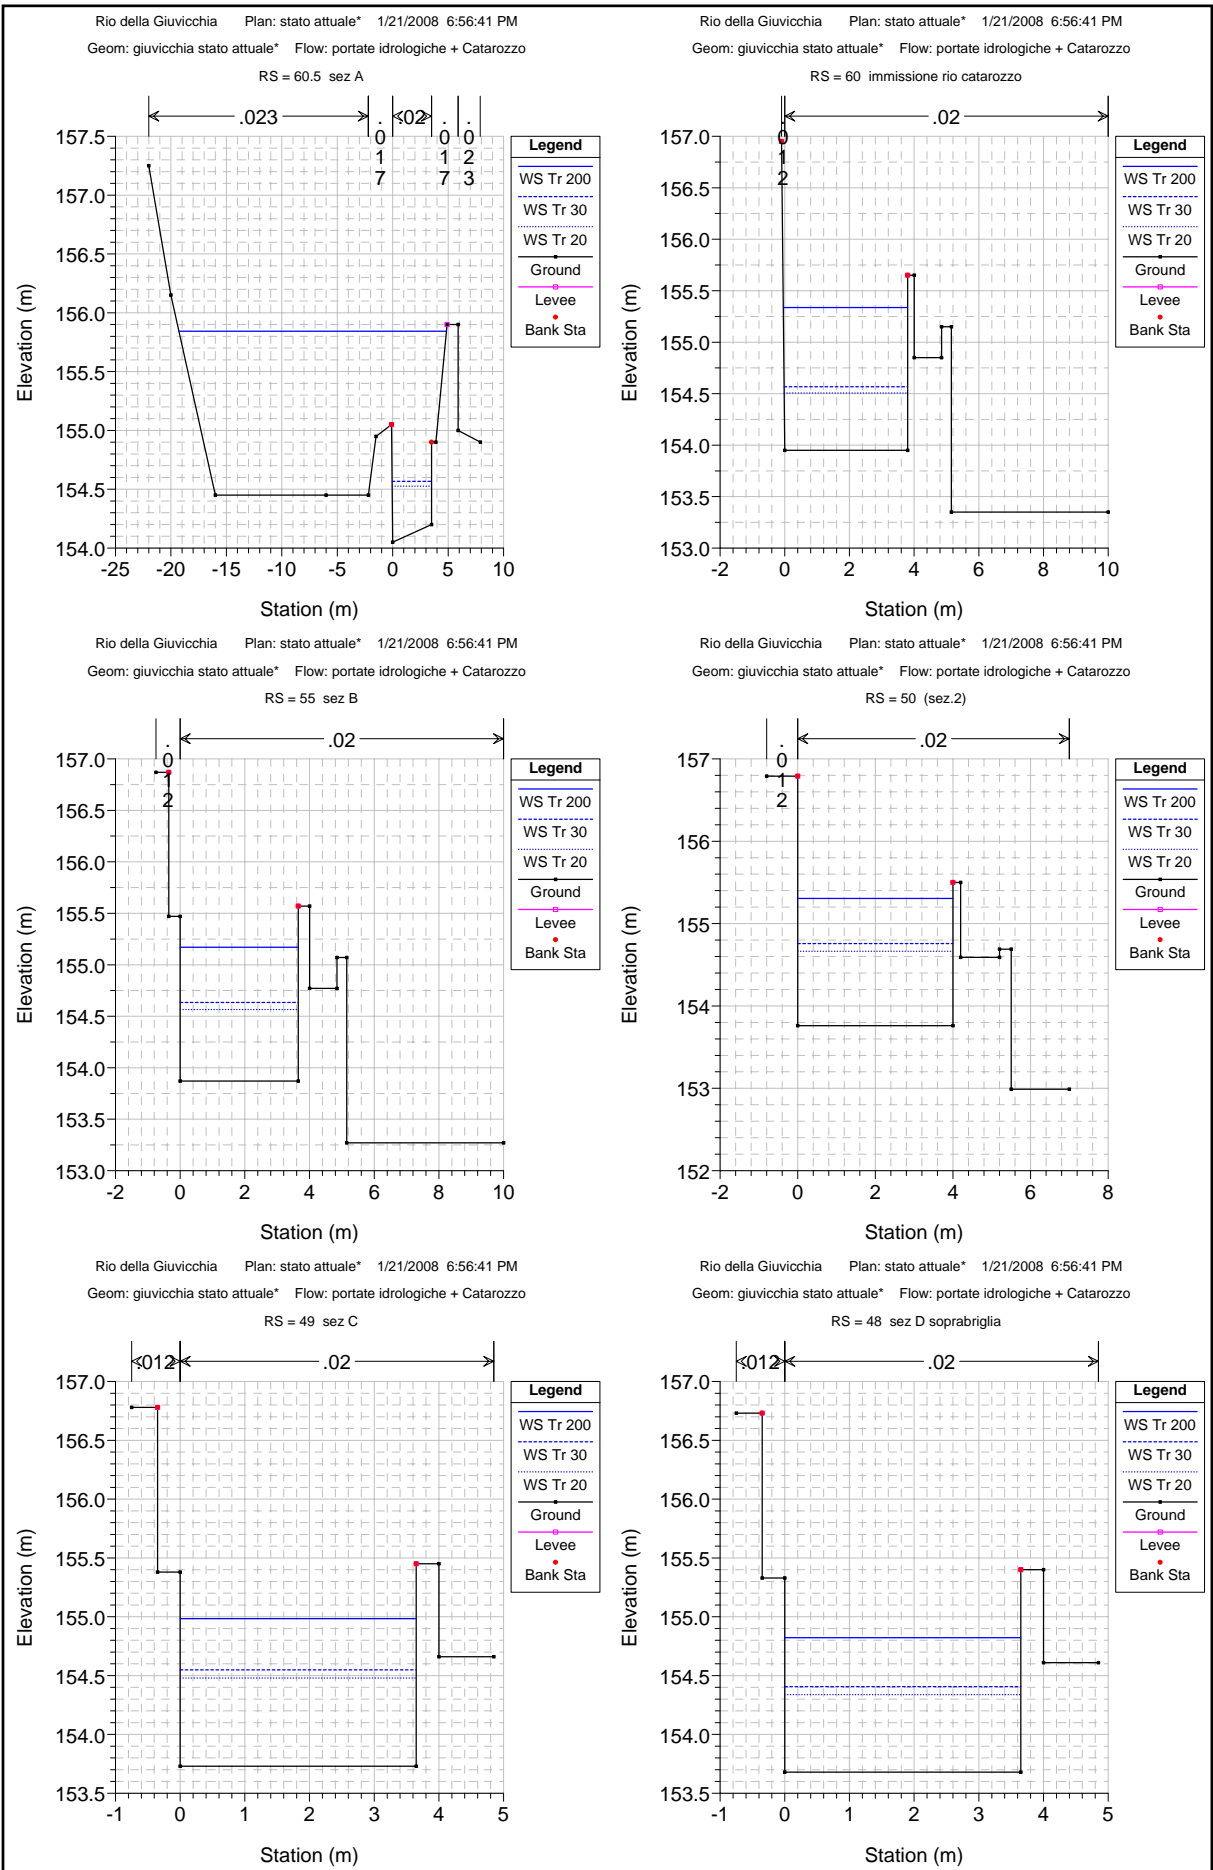 Rio della Giuvicchia Plan: stato attuale* 1/21/2008 6:56:41 PM
Geom: giuvicchia stato attuale* Flow: portate idrologiche + Catarozzo
RS = 60.5 sez A
.023
.017
.02
.017
.023
157.5
157.0
156.5
156.0
155.5
155.0
154.5
154.0
-25 -20 -15 -10 -5 0 5 10
Station (m)
Elevation (m)
Legend
WS Tr 200
WS Tr 30
WS Tr 20
Ground
Levee
Bank Sta
Rio della Giuvicchia Plan: stato attuale* 1/21/2008 6:56:41 PM
Geom: giuvicchia stato attuale* Flow: portate idrologiche + Catarozzo
RS = 60 immissione rio catarozzo
.012
.02
157.0
156.5
156.0
155.5
155.0
154.5
154.0
153.5
153.0
-2 0 2 4 6 8 10
Station (m)
Elevation (m)
Legend
WS Tr 200
WS Tr 30
WS Tr 20
Ground
Levee
Bank Sta
Rio della Giuvicchia Plan: stato attuale* 1/21/2008 6:56:41 PM
Geom: giuvicchia stato attuale* Flow: portate idrologiche + Catarozzo
RS = 55 sez B
.012
.02
157.0
156.5
156.0
155.5
155.0
154.5
154.0
153.5
153.0
-2 0 2 4 6 8 10
Station (m)
Elevation (m)
Legend
WS Tr 200
WS Tr 30
WS Tr 20
Ground
Levee
Bank Sta
Rio della Giuvicchia Plan: stato attuale* 1/21/2008 6:56:41 PM
Geom: giuvicchia stato attuale* Flow: portate idrologiche + Catarozzo
RS = 50 (sez.2)
.012
.02
157
156
155
154
153
152
-2 0 2 4 6 8
Station (m)
Elevation (m)
Legend
WS Tr 200
WS Tr 30
WS Tr 20
Ground
Levee
Bank Sta
Rio della Giuvicchia Plan: stato attuale* 1/21/2008 6:56:41 PM
Geom: giuvicchia stato attuale* Flow: portate idrologiche + Catarozzo
RS = 49 sez C
.012
.02
157.0
156.5
156.0
155.5
155.0
154.5
154.0
153.5
-1 0 1 2 3 4 5
Station (m)
Elevation (m)
Legend
WS Tr 200
WS Tr 30
WS Tr 20
Ground
Levee
Bank Sta
Rio della Giuvicchia Plan: stato attuale* 1/21/2008 6:56:41 PM
Geom: giuvicchia stato attuale* Flow: portate idrologiche + Catarozzo
RS = 48 sez D soprabriglia
.012
.02
157.0
156.5
156.0
155.5
155.0
154.5
154.0
153.5
-1 0 1 2 3 4 5
Station (m)
Elevation (m)
Legend
WS Tr 200
WS Tr 30
WS Tr 20
Ground
Levee
Bank Sta